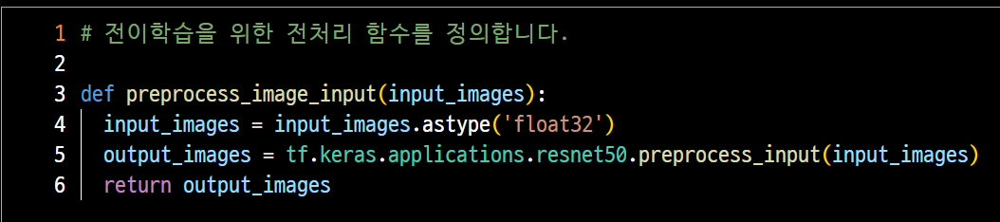 1 # 전이학습을 위한 전처리 함수를 정의합니다.
2
3 def preprocess_image_input(input_images):
4   input_images = input_images.astype('float32')
5   output_images = tf.keras.applications.resnet50.preprocess_input(input_images)
6   return output_images